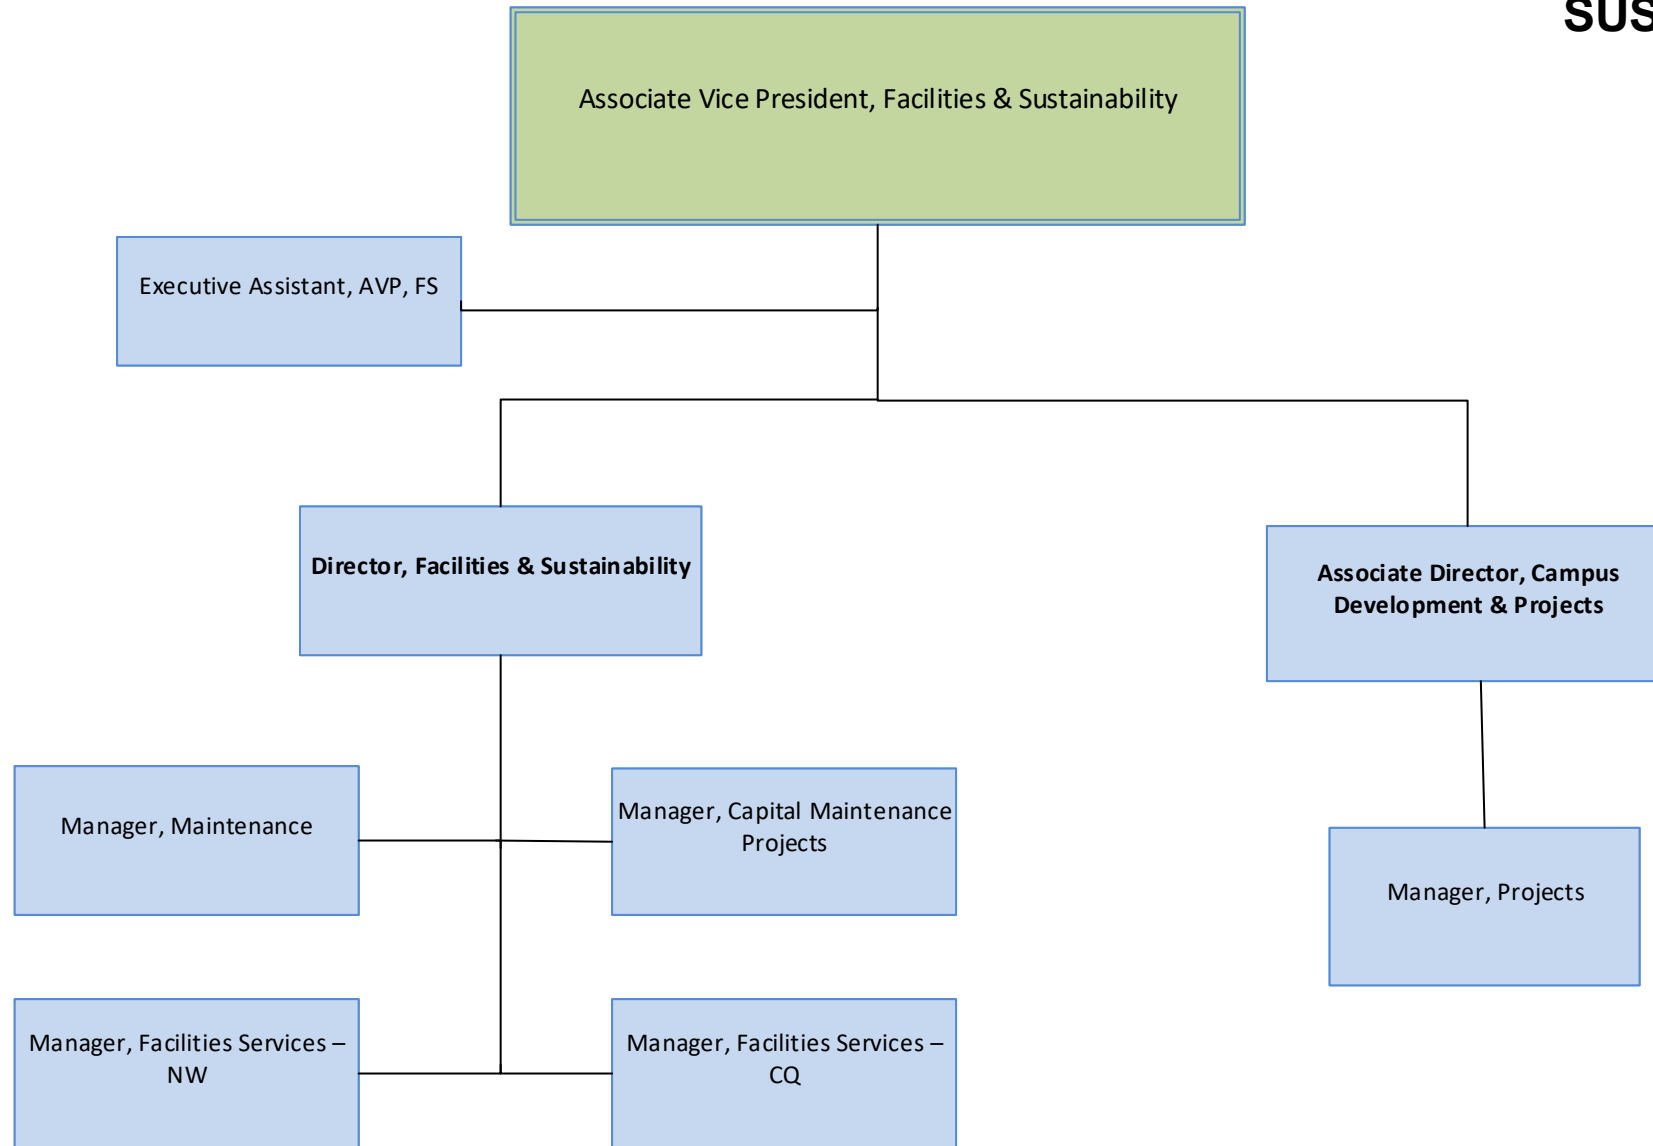 SUS
Associate Vice President, Facilities & Sustainability
Executive Assistant, AVP, FS
Director, Facilities & Sustainability
Associate Director, Campus
Development & Projects
Manager, Maintenance
Manager, Capital Maintenance
Projects
Manager, Projects
Manager, Facilities Services –
NW
Manager, Facilities Services –
CQ